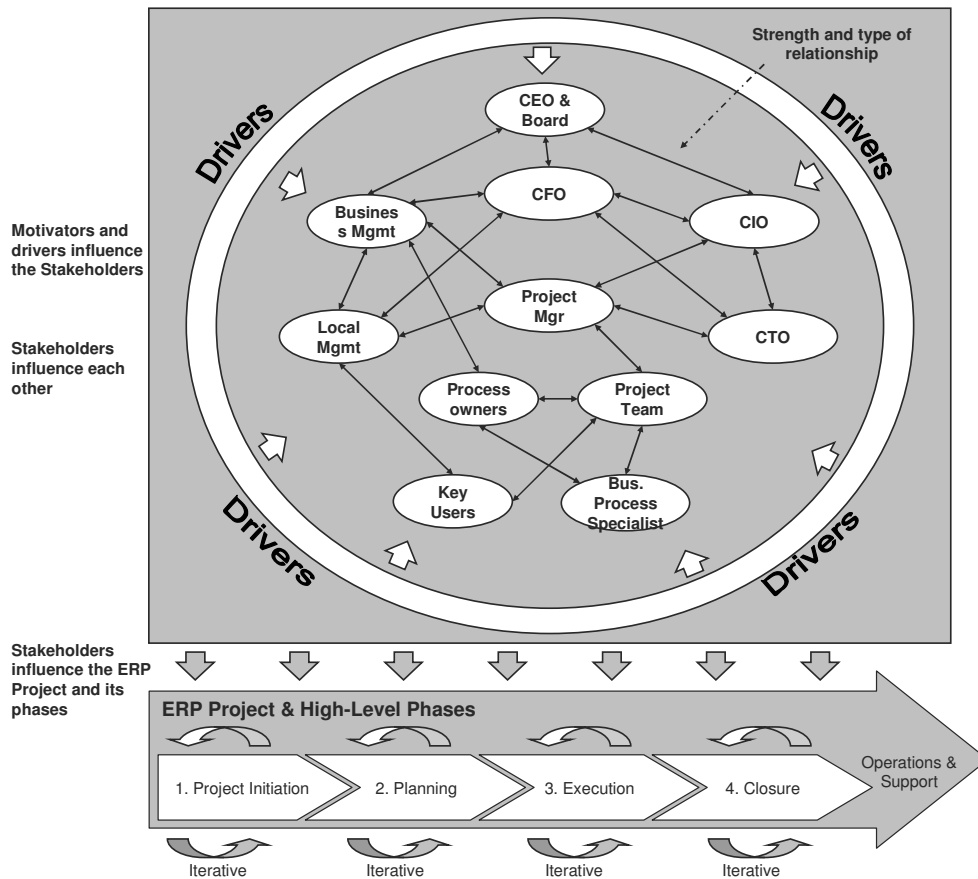 Strength and type of
relationship
Drivers
Drivers
CEO &
Board
CFO
Busines
s Mgmt
CIO
Motivators and
drivers influence
the Stakeholders
Project
Mgr
Local
Mgmt
CTO
Stakeholders
influence each
other
Process
owners
Project
Team
Key
Users
Bus.
Process
Specialist
Drivers
Drivers
Stakeholders
influence the ERP
Project and its
phases
ERP Project & High-Level Phases
1. Project Initiation
2. Planning
3. Execution
4. Closure
Operations &
Support
Iterative
Iterative
Iterative
Iterative